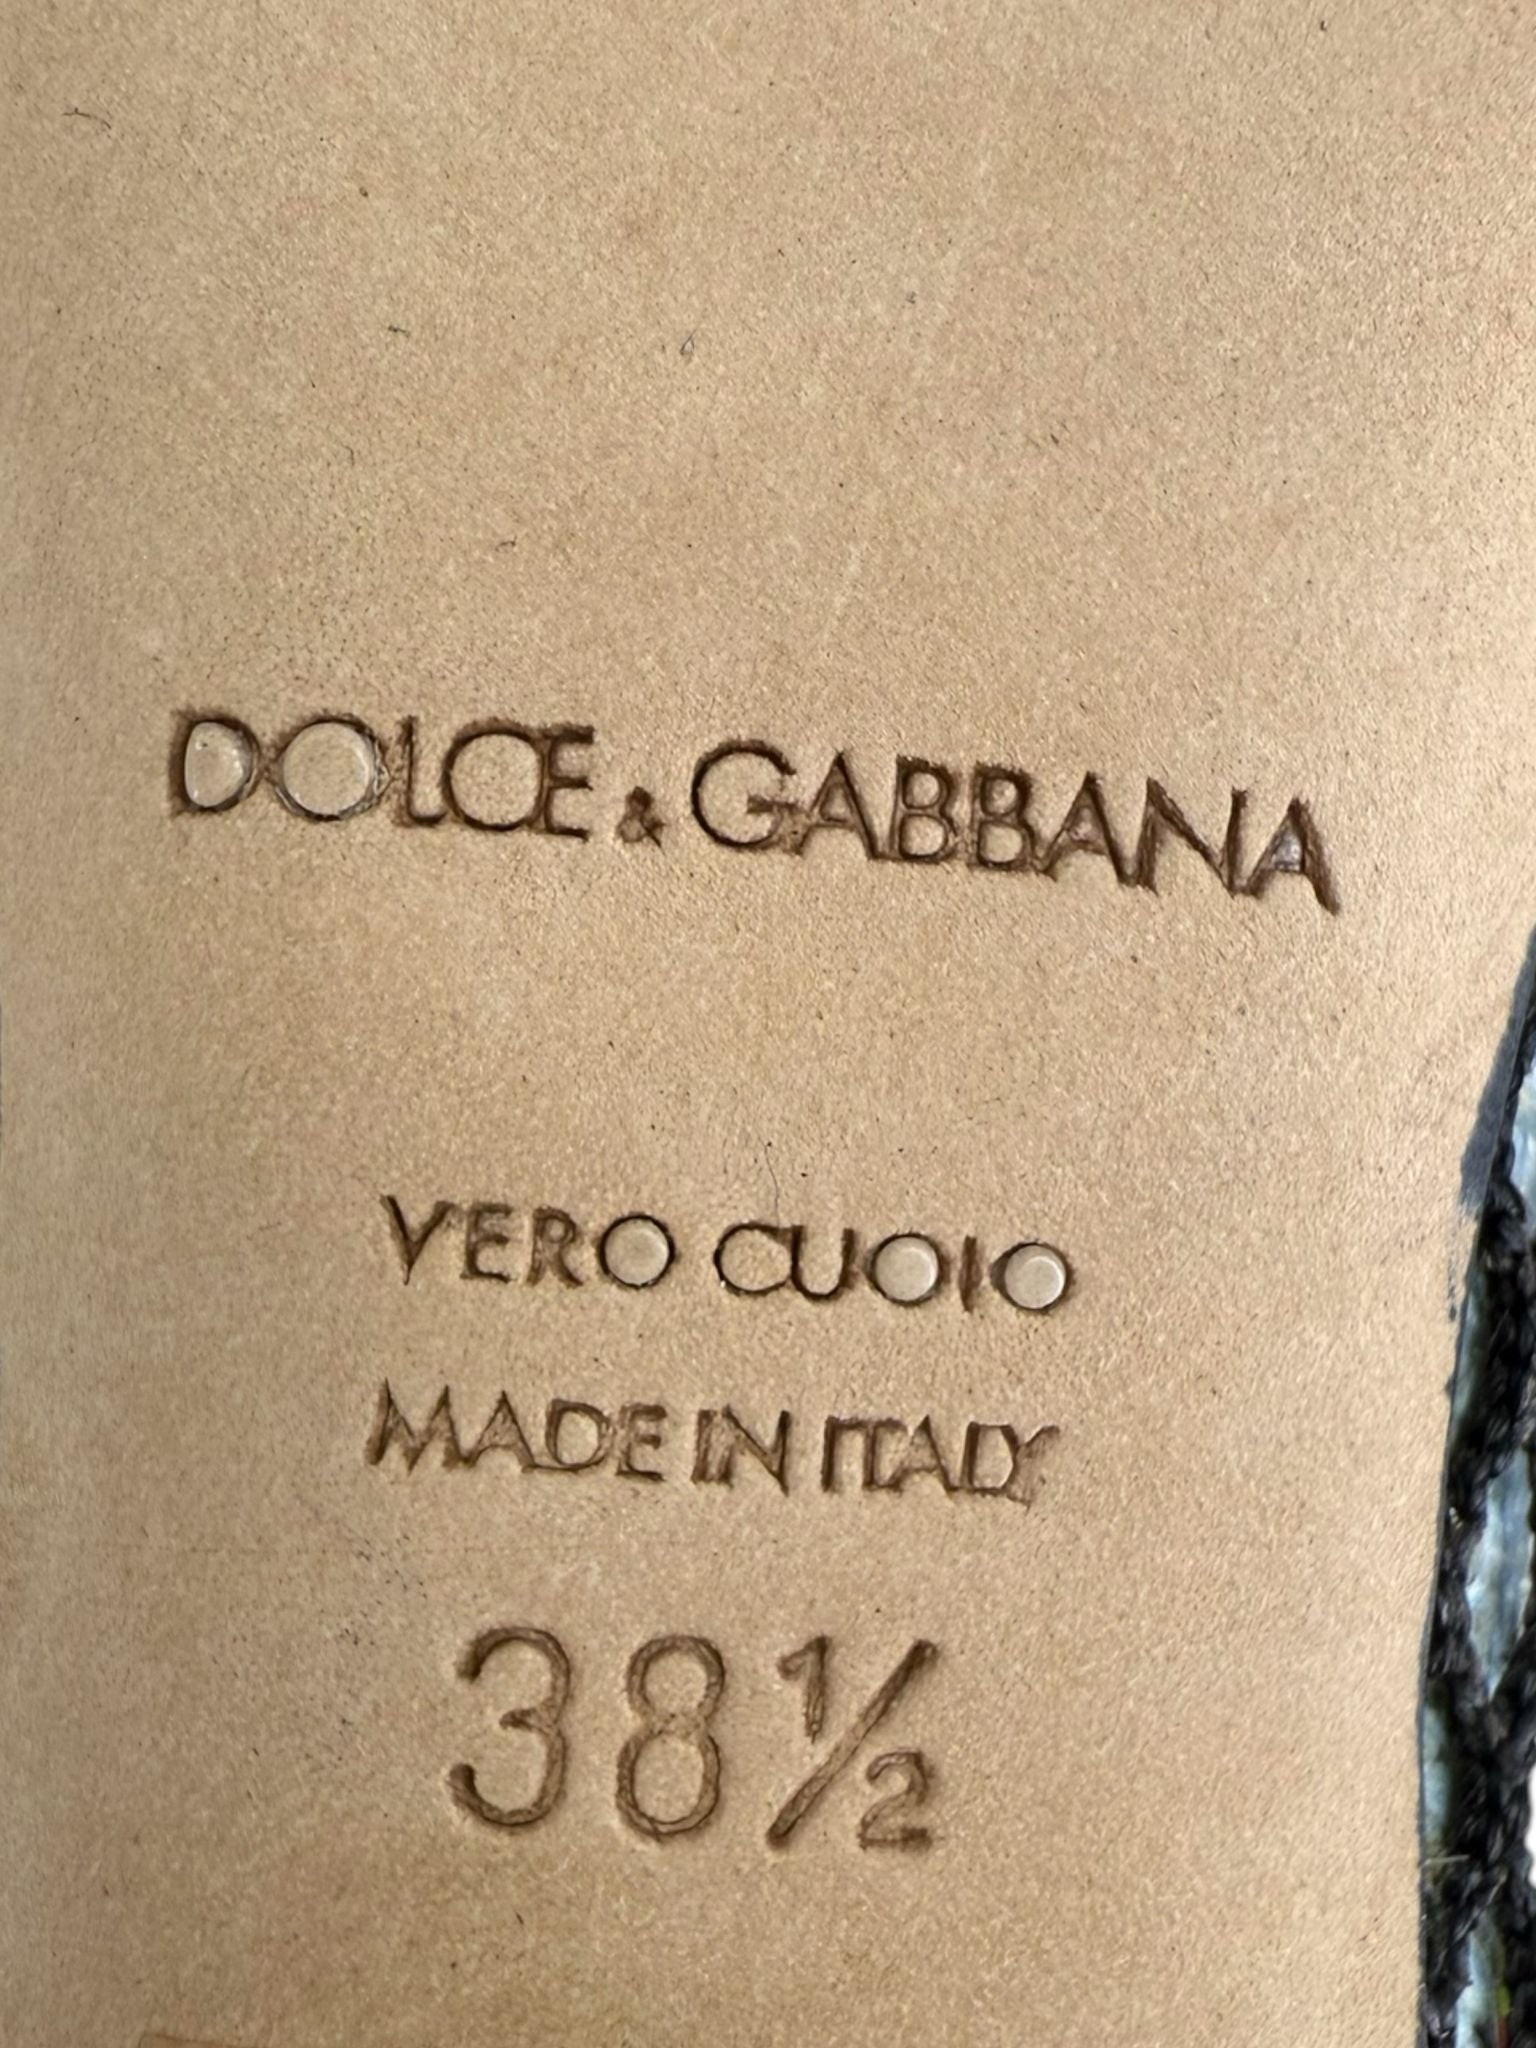 DOLCE & GABBANA
VERO CUOIO
MADE IN ITALY
38½